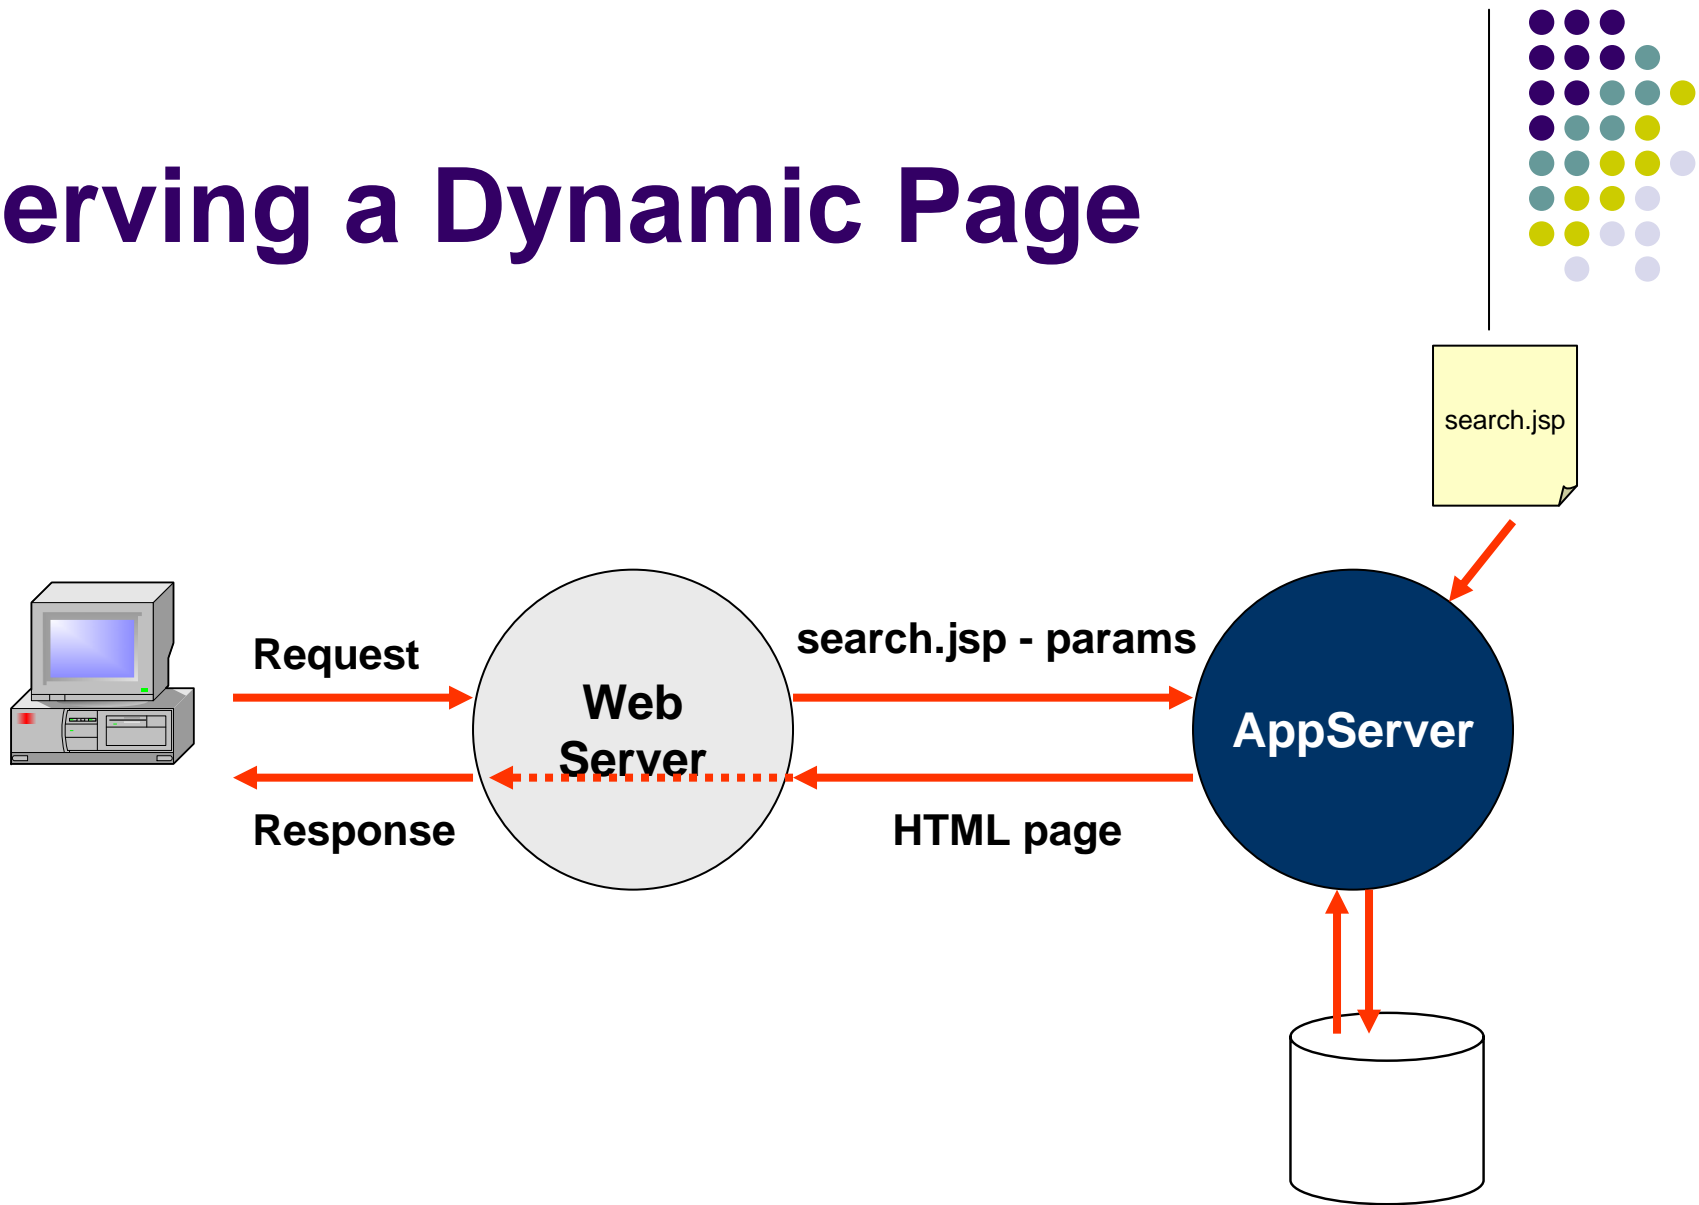 erving a Dynamic Page
search.jsp
Request
search.jsp - params
Web
Server
AppServer
Response
HTML page